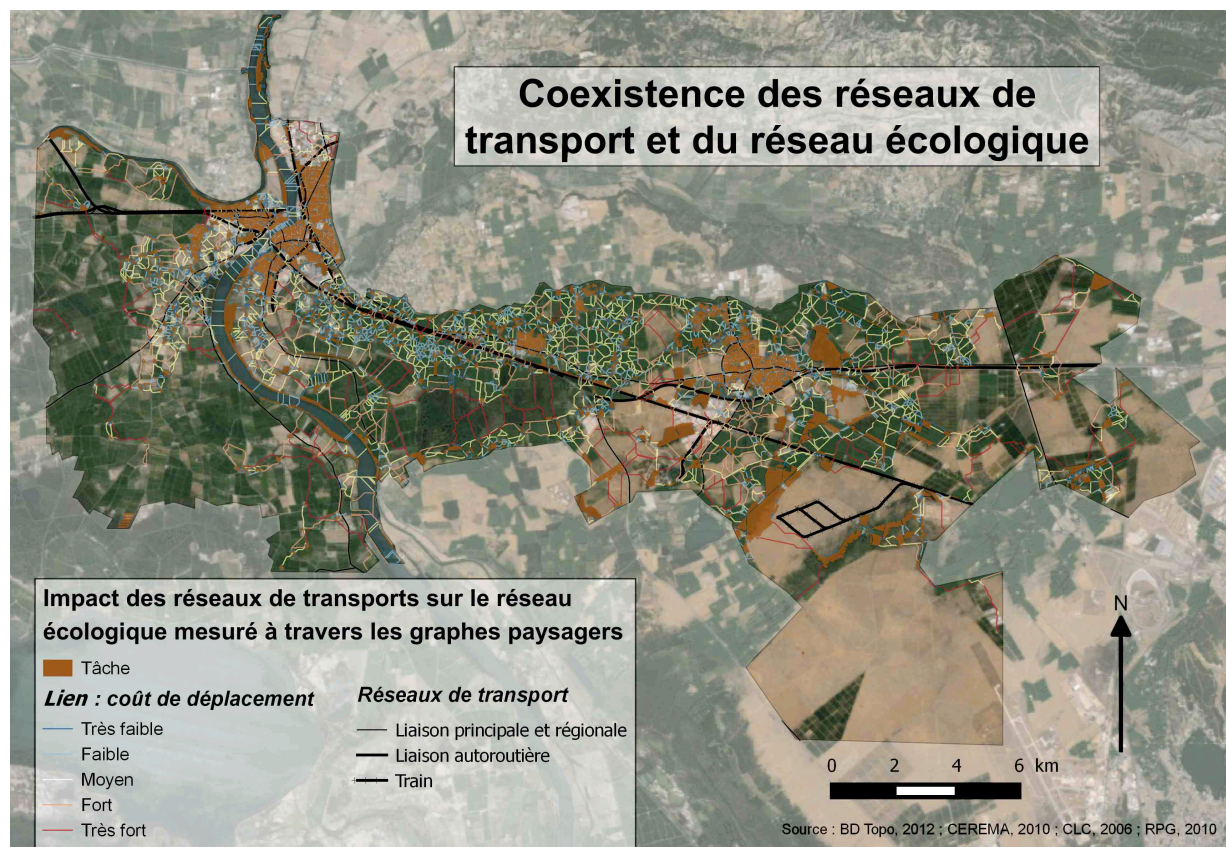 Coexistence des réseaux de
transport et du réseau écologique
Impact des réseaux de transports sur le réseau
écologique mesuré à travers les graphes paysagers
Tâche
Lien : coût de déplacement
Très faible
Faible
Moyen
Fort
Très fort
Réseaux de transport
Liaison principale et régionale
Liaison autoroutière
Train
N
0 2 4 6 km
Source : BD Topo, 2012 ; CEREMA, 2010 ; CLC, 2006 ; RPG, 2010